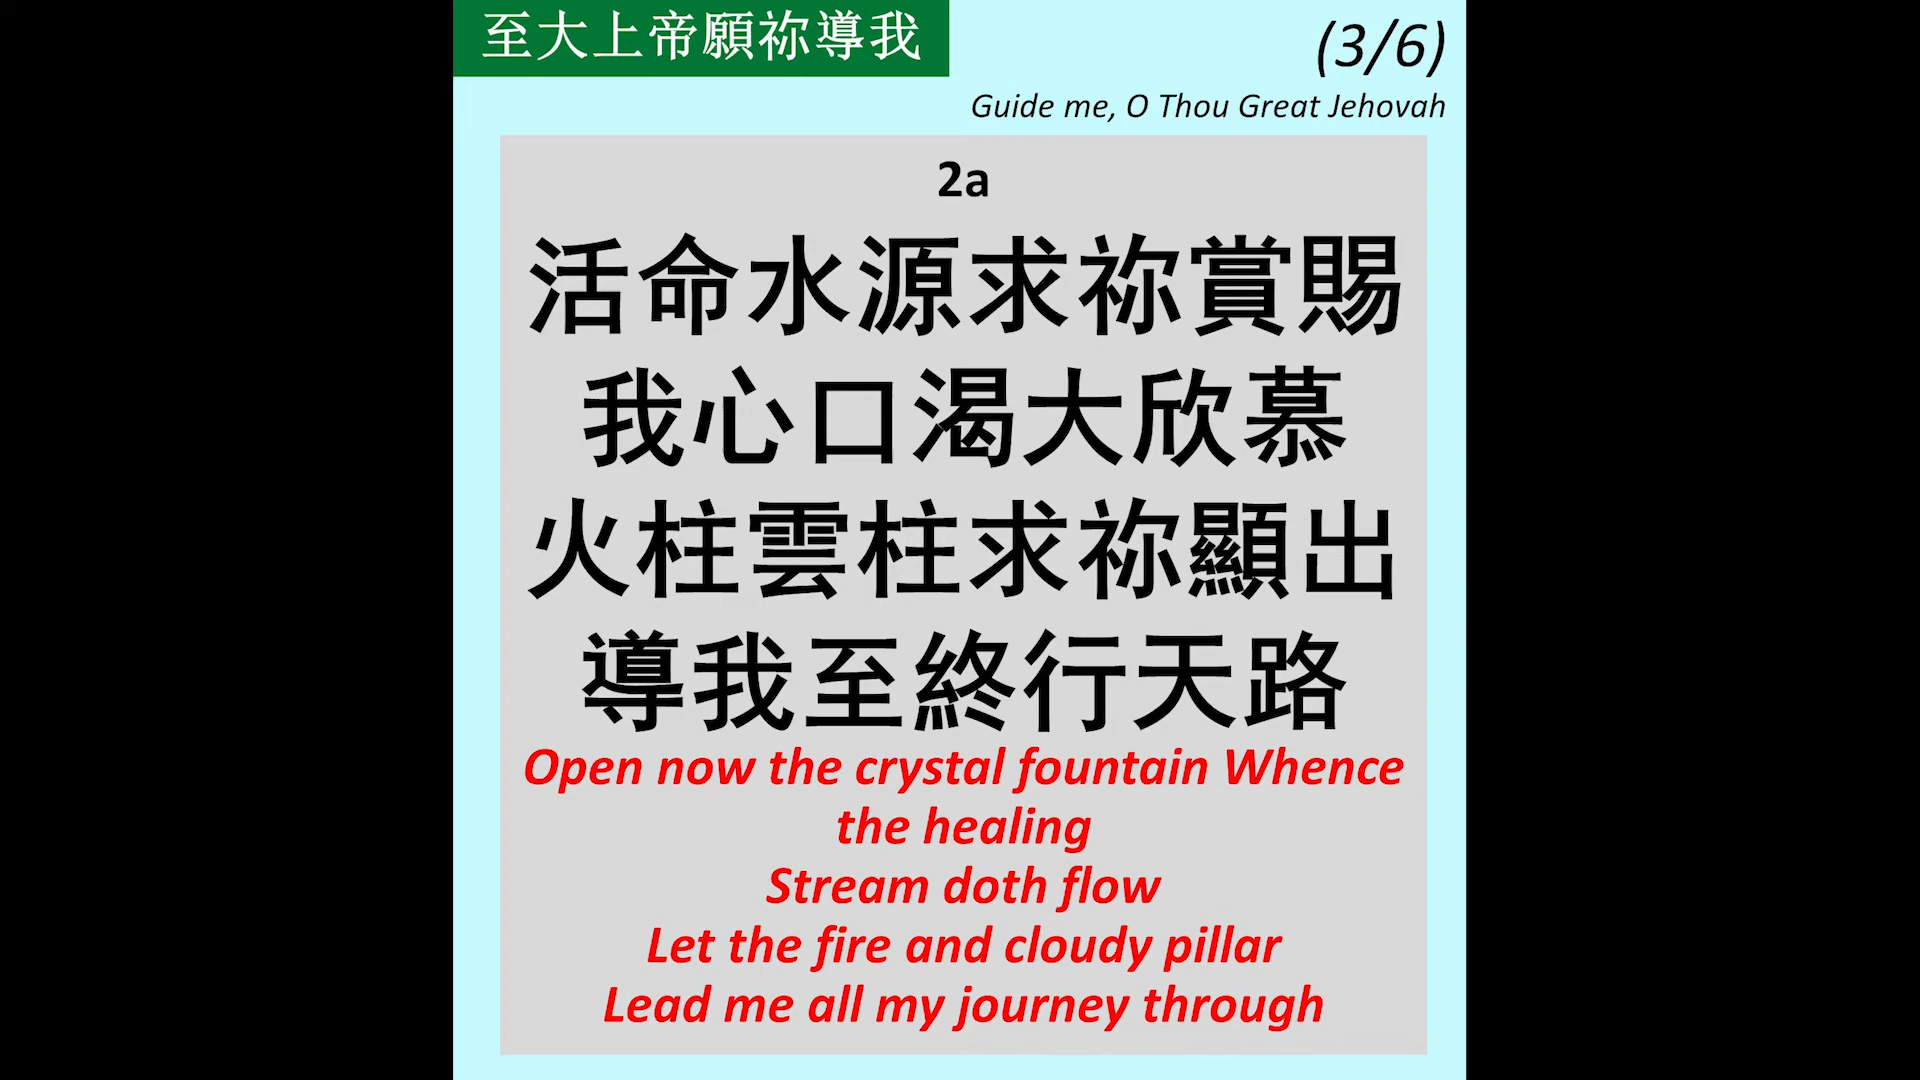 至大上帝願祢導我
(3/6)
Guide me, O Thou Great Jehovah
2a
活命水源求祢賞賜
我心口渴大欣慕
火柱雲柱求祢顯出
導我至終行天路
Open now the crystal fountain Whence
the healing
Stream doth flow
Let the fire and cloudy pillar
Lead me all my journey through